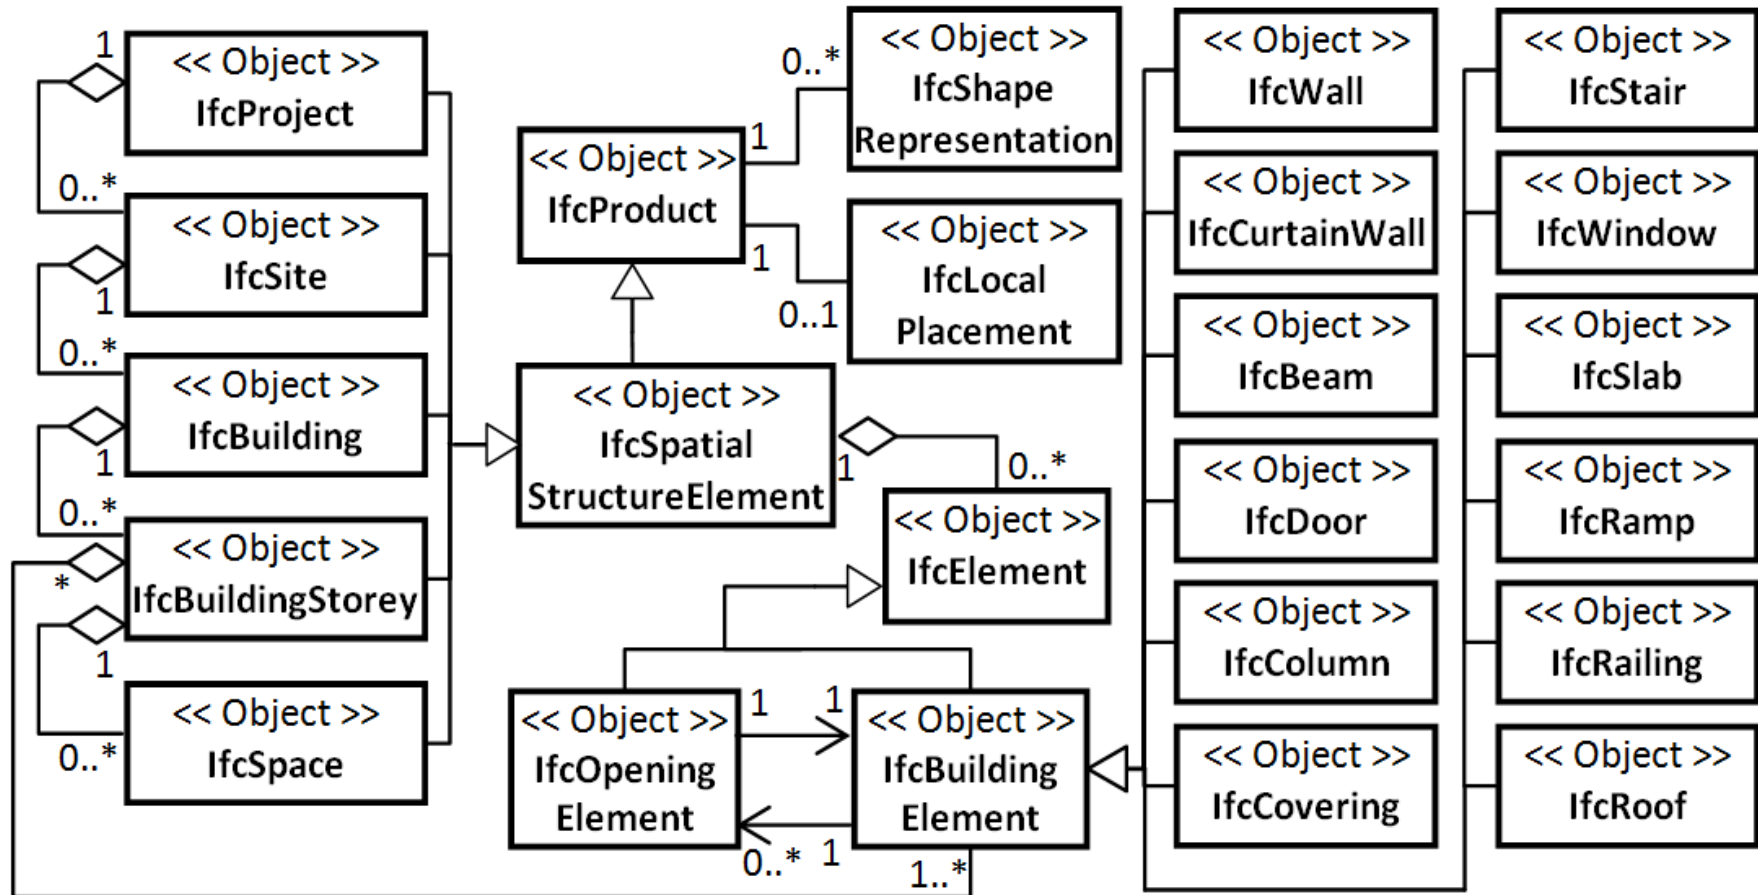 1
<< Object >>
IfcProject
0..*
<< Object >>
IfcSite
1
0..*
<< Object >>
IfcBuilding
1
0..*
<< Object >>
IfcBuildingStorey
*
1
<< Object >>
IfcSpace
0..*
<< Object >>
IfcProduct
1
0..*
1
0..1
<< Object >>
IfcShape
Representation
<< Object >>
IfcLocal
Placement
<< Object >>
IfcSpatial
StructureElement
1
0..*
<< Object >>
IfcElement
<< Object >>
IfcOpening
Element
1
1
0..*
1
<< Object >>
IfcBuilding
Element
1..*
<< Object >>
IfcWall
<< Object >>
IfcCurtainWall
<< Object >>
IfcBeam
<< Object >>
IfcDoor
<< Object >>
IfcColumn
<< Object >>
IfcCovering
<< Object >>
IfcStair
<< Object >>
IfcWindow
<< Object >>
IfcSlab
<< Object >>
IfcRamp
<< Object >>
IfcRailing
<< Object >>
IfcRoof